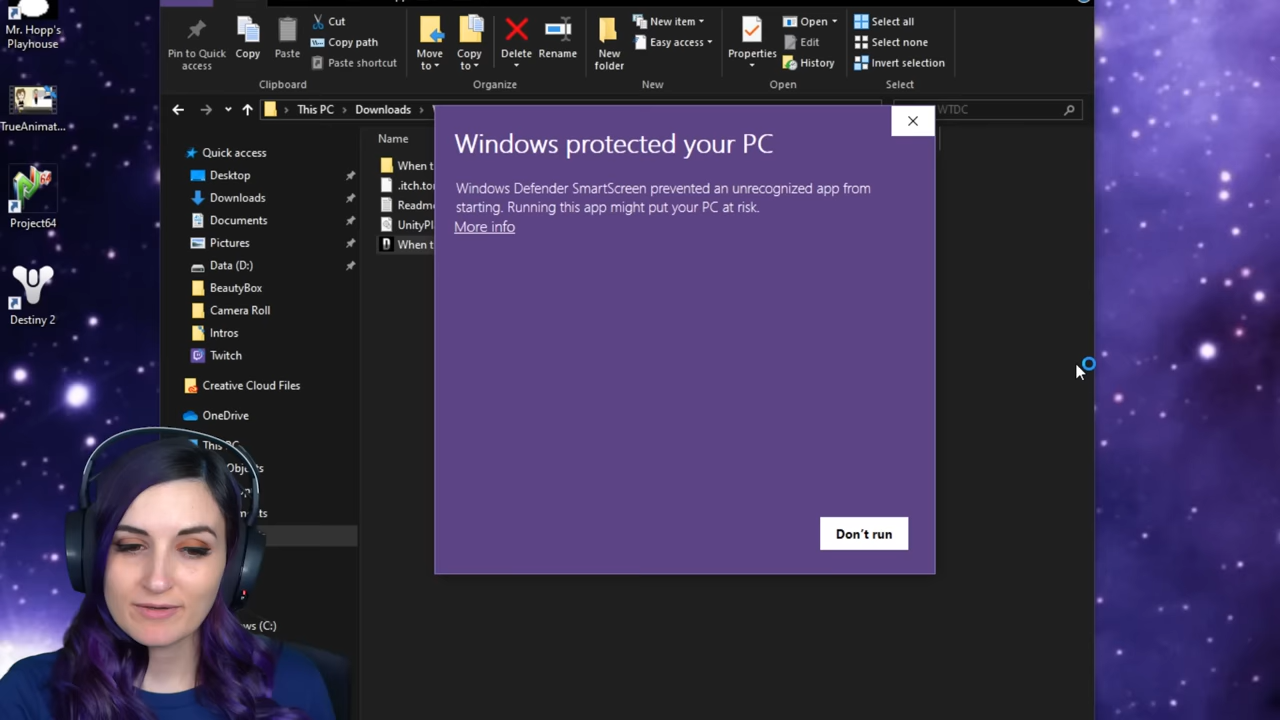 Mr. Hopp's
Playhouse
TrueAnimat...
Project64
Destiny 2
Pin to Quick
access
Copy
Paste
Cut
Copy path
Paste shortcut
Clipboard
Move
to
Copy
to
Delete
Rename
Organize
New
folder
New item
Easy access
New
Properties
Open
Edit
History
Open
Select all
Select none
Invert selection
Select
This PC
Downloads
WTDC
Name
Quick access
Desktop
Downloads
Documents
Pictures
Data (D:)
BeautyBox
Camera Roll
Intros
Twitch
Creative Cloud Files
OneDrive
This PC
When t
.itch.to
Readm
UnityPl
When t
Windows protected your PC
Windows Defender SmartScreen prevented an unrecognized app from
starting. Running this app might put your PC at risk.
More info
Don't run
(C:)